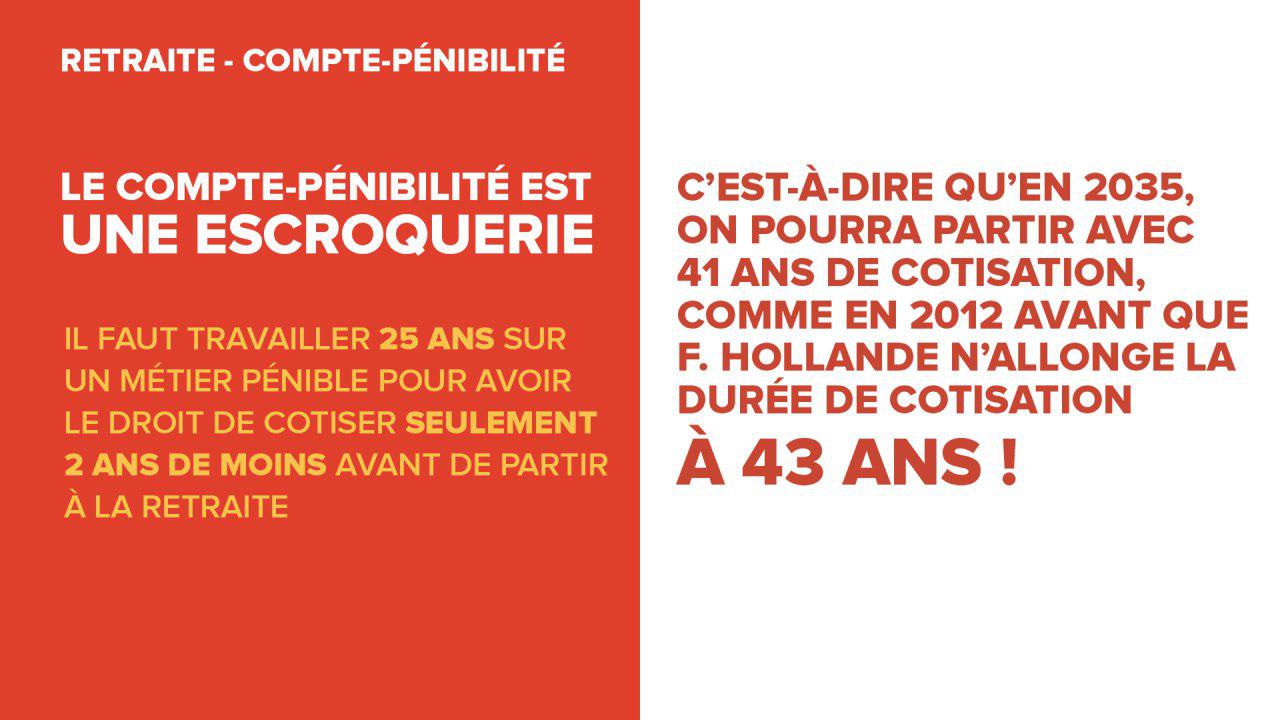 RETRAITE - COMPTE-PÉNIBILITÉ
LE COMPTE-PÉNIBILITÉ EST
UNE ESCROQUERIE
IL FAUT TRAVAILLER 25 ANS SUR
UN MÉTIER PÉNIBLE POUR AVOIR
LE DROIT DE COTISER SEULEMENT
2 ANS DE MOINS AVANT DE PARTIR
À LA RETRAITE
C’EST-À-DIRE QU’EN 2035,
ON POURRA PARTIR AVEC
41 ANS DE COTISATION,
COMME EN 2012 AVANT QUE
F. HOLLANDE N’ALLONGE LA
DURÉE DE COTISATION
À 43 ANS !